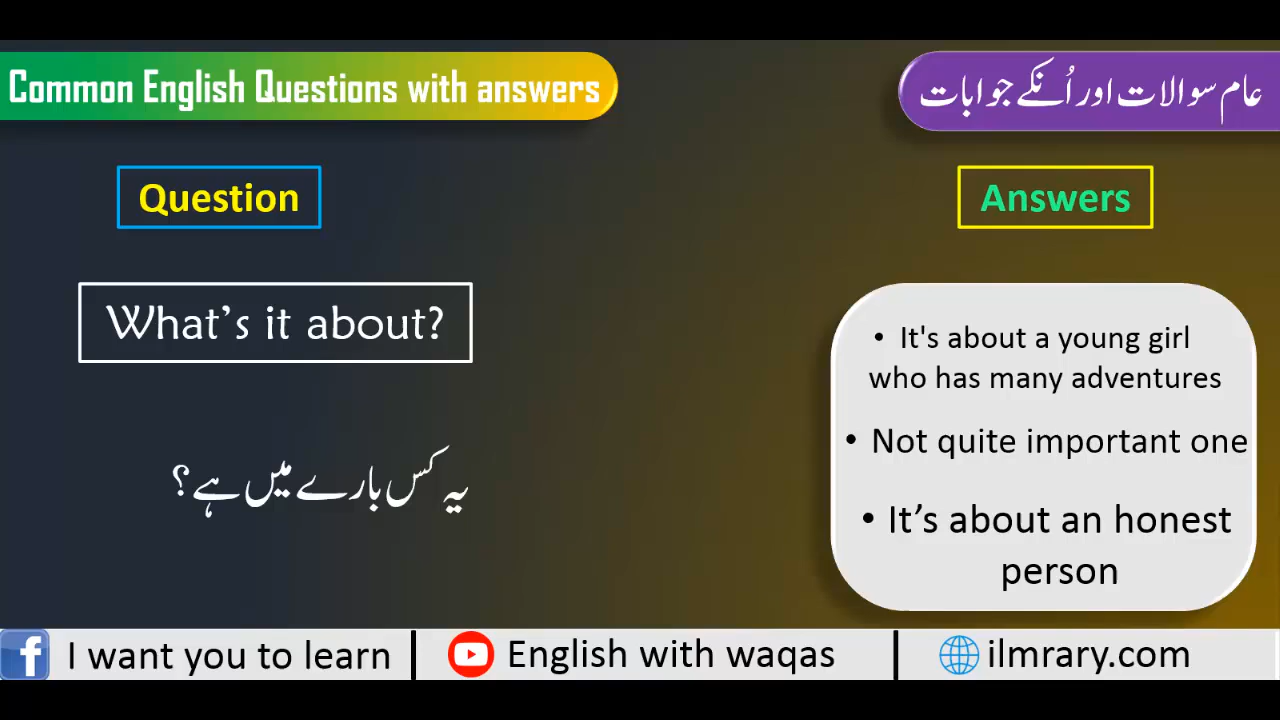 Common English Questions with answers
عام سوالات اور اُنکے جوابات
Question
Answers
What's it about?
یہ کس بارے میں ہے؟
• It's about a young girl
who has many adventures
• Not quite important one
• It’s about an honest
person
I want you to learn
English with waqas
ilmrary.com